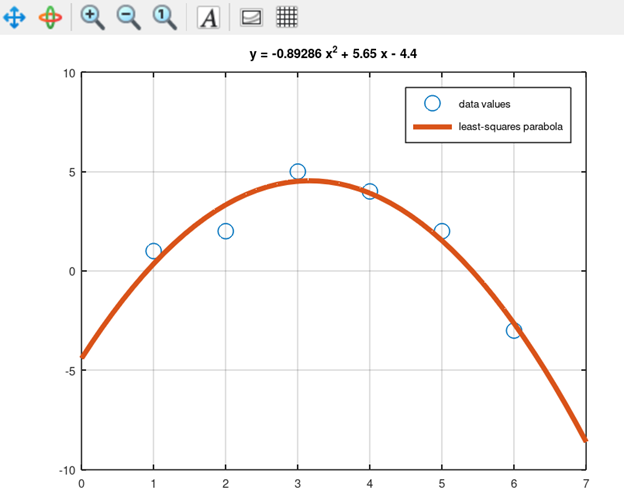 1
A
y = -0.89286 x² + 5.65 x - 4.4
data values
least-squares parabola
10
5
0
-5
-10
0 1 2 3 4 5 6 7